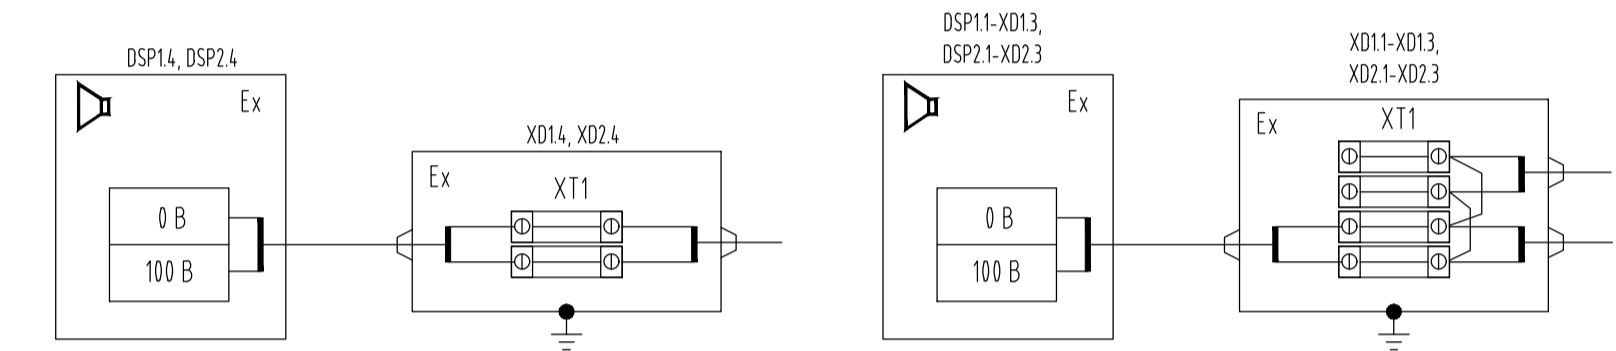 DSP1.4, DSP2.4
Ex
0 В
100 В
XD1.4, XD2.4
Ex
XT1
DSP1.1-XD1.3,
DSP2.1-XD2.3
Ex
0 В
100 В
XD1.1-XD1.3,
XD2.1-XD2.3
Ex
XT1